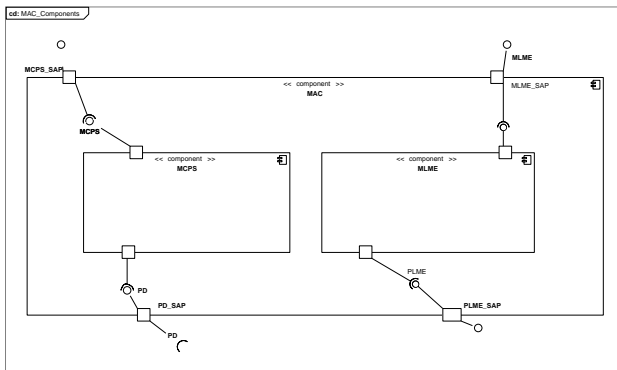 cd: MAC_Components
MLME
MCPS_SAP
<< component >>
MAC
MLME_SAP
MCPS
<< component >>
MCPS
<< component >>
MLME
PLME
PD
PD_SAP
PLME_SAP
PD